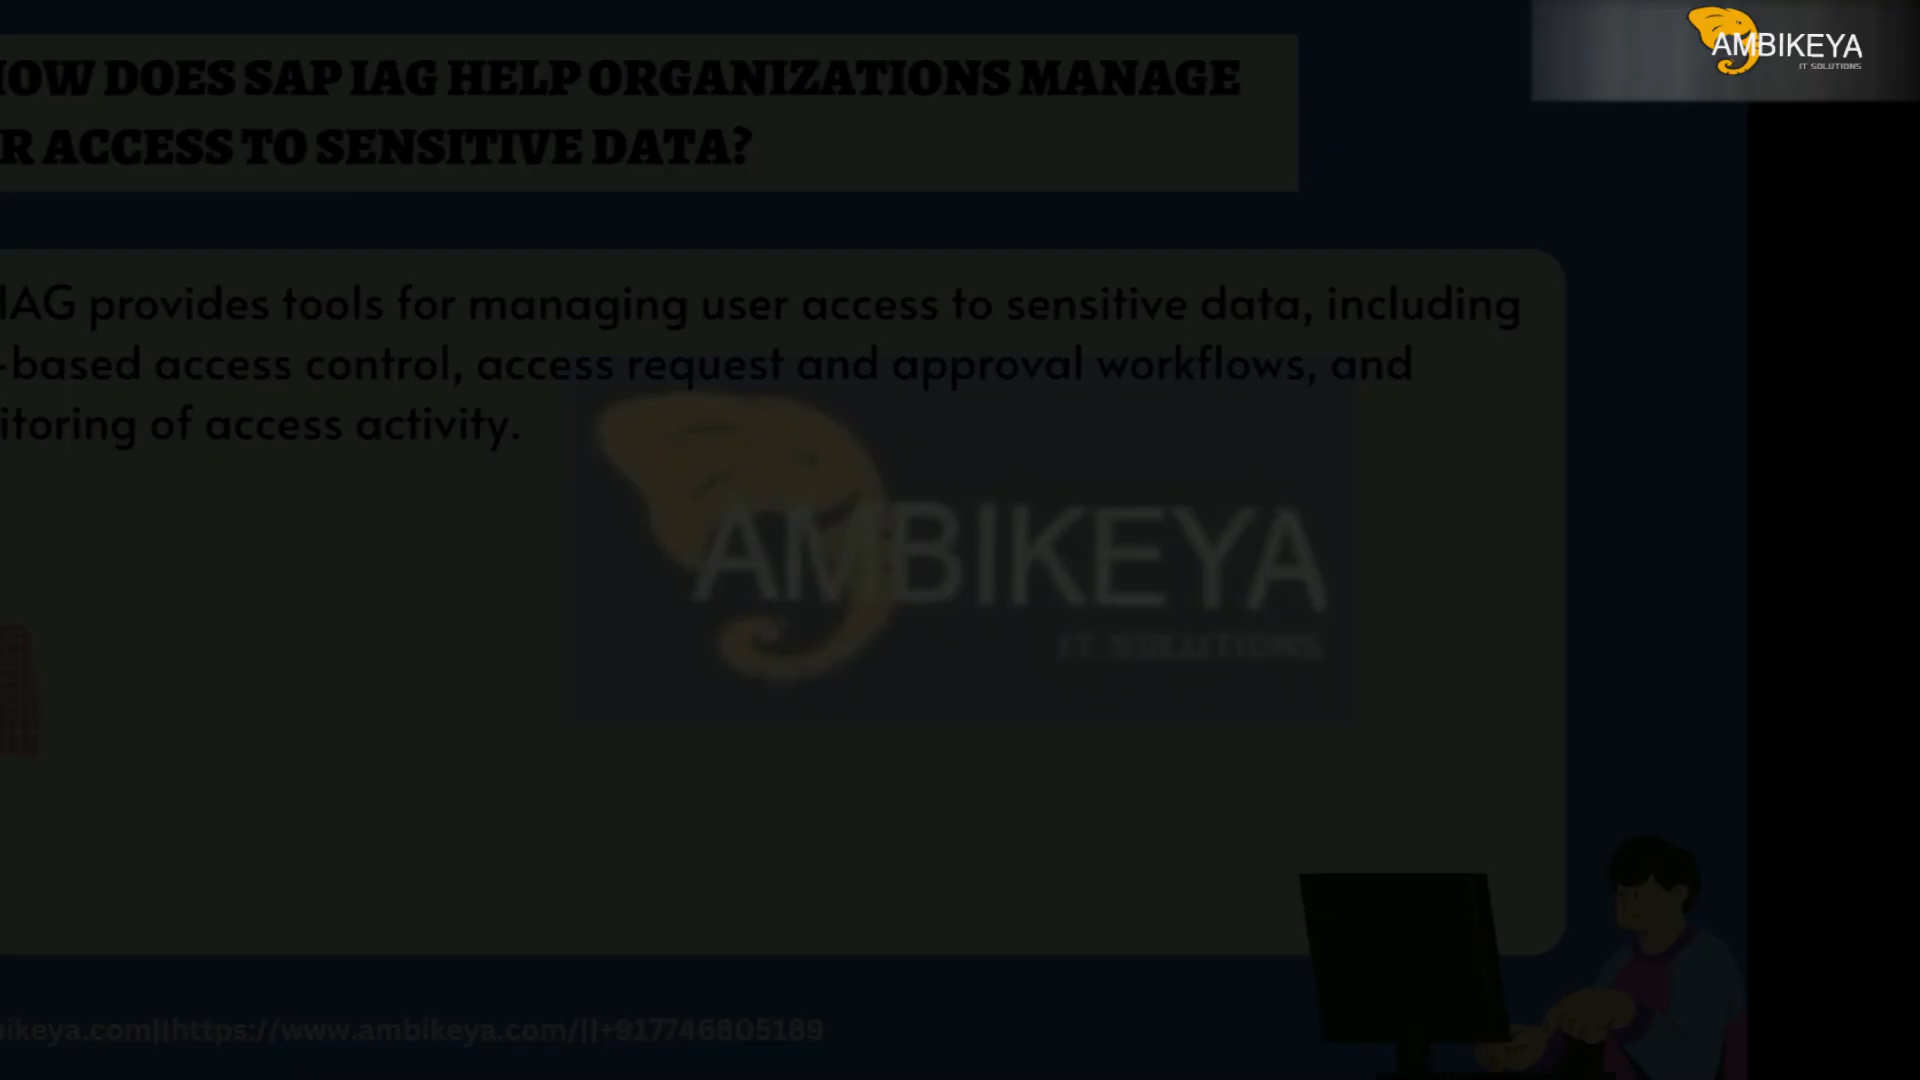 HOW DOES SAP IAG HELP ORGANIZATIONS MANAGE
R ACCESS TO SENSITIVE DATA?
IAG provides tools for managing user access to sensitive data, including
-based access control, access request and approval workflows, and
itoring of access activity.
AMBIKEYA
IT SOLUTIONS
AMBIKEYA
IT SOLUTIONS
ikeya.com||https://www.ambikeya.com/||+917746805189